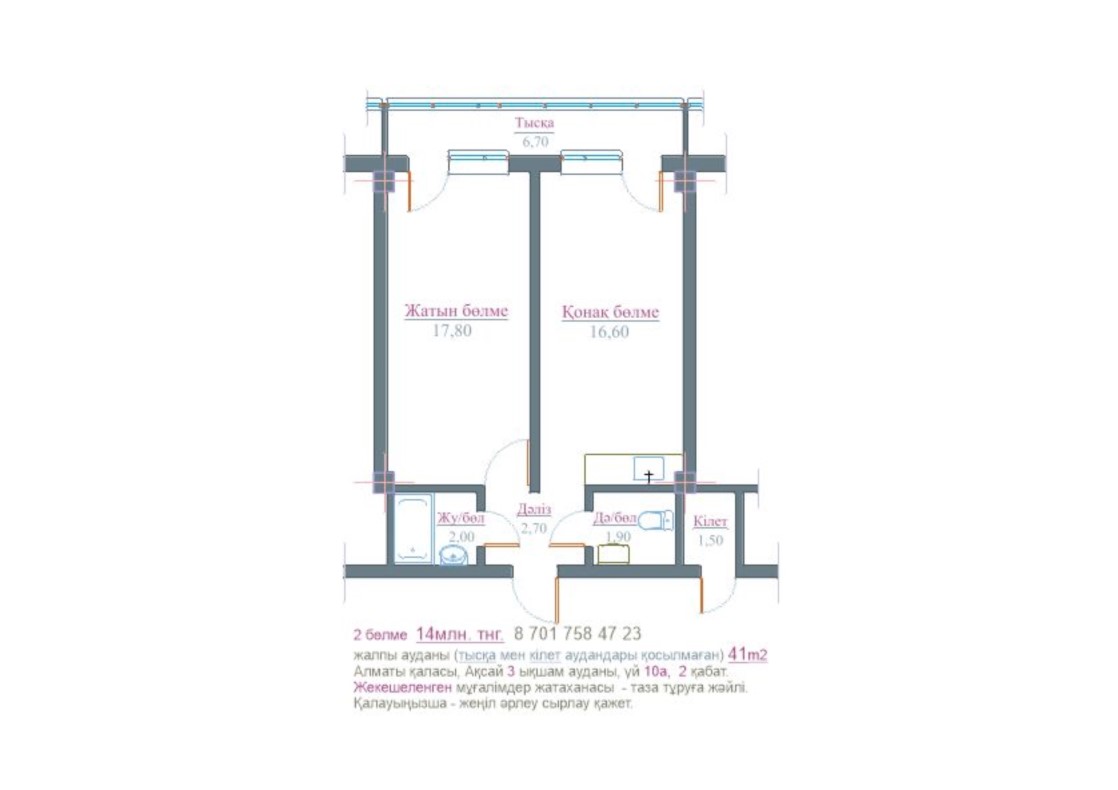 Тысқа
6,70
Жатын бөлме
17,80
Қонақ бөлме
16,60
Жу/бөл
2,00
Дәліз
2,70
Дә/бөл
1,90
Кілет
1,50
2 бөлме 14млн. тнг. 8 701 758 47 23
жалпы ауданы (тысқа мен кілет аудандары қосылмаған) 41m2
Алматы қаласы, Ақсай 3 ықшам ауданы, үй 10а, 2 қабат.
Жекешеленген мұғалімдер жатаханасы - таза тұруға жәйлі.
Қалауыңызша - жеңіл әрлеу сырлау қажет.